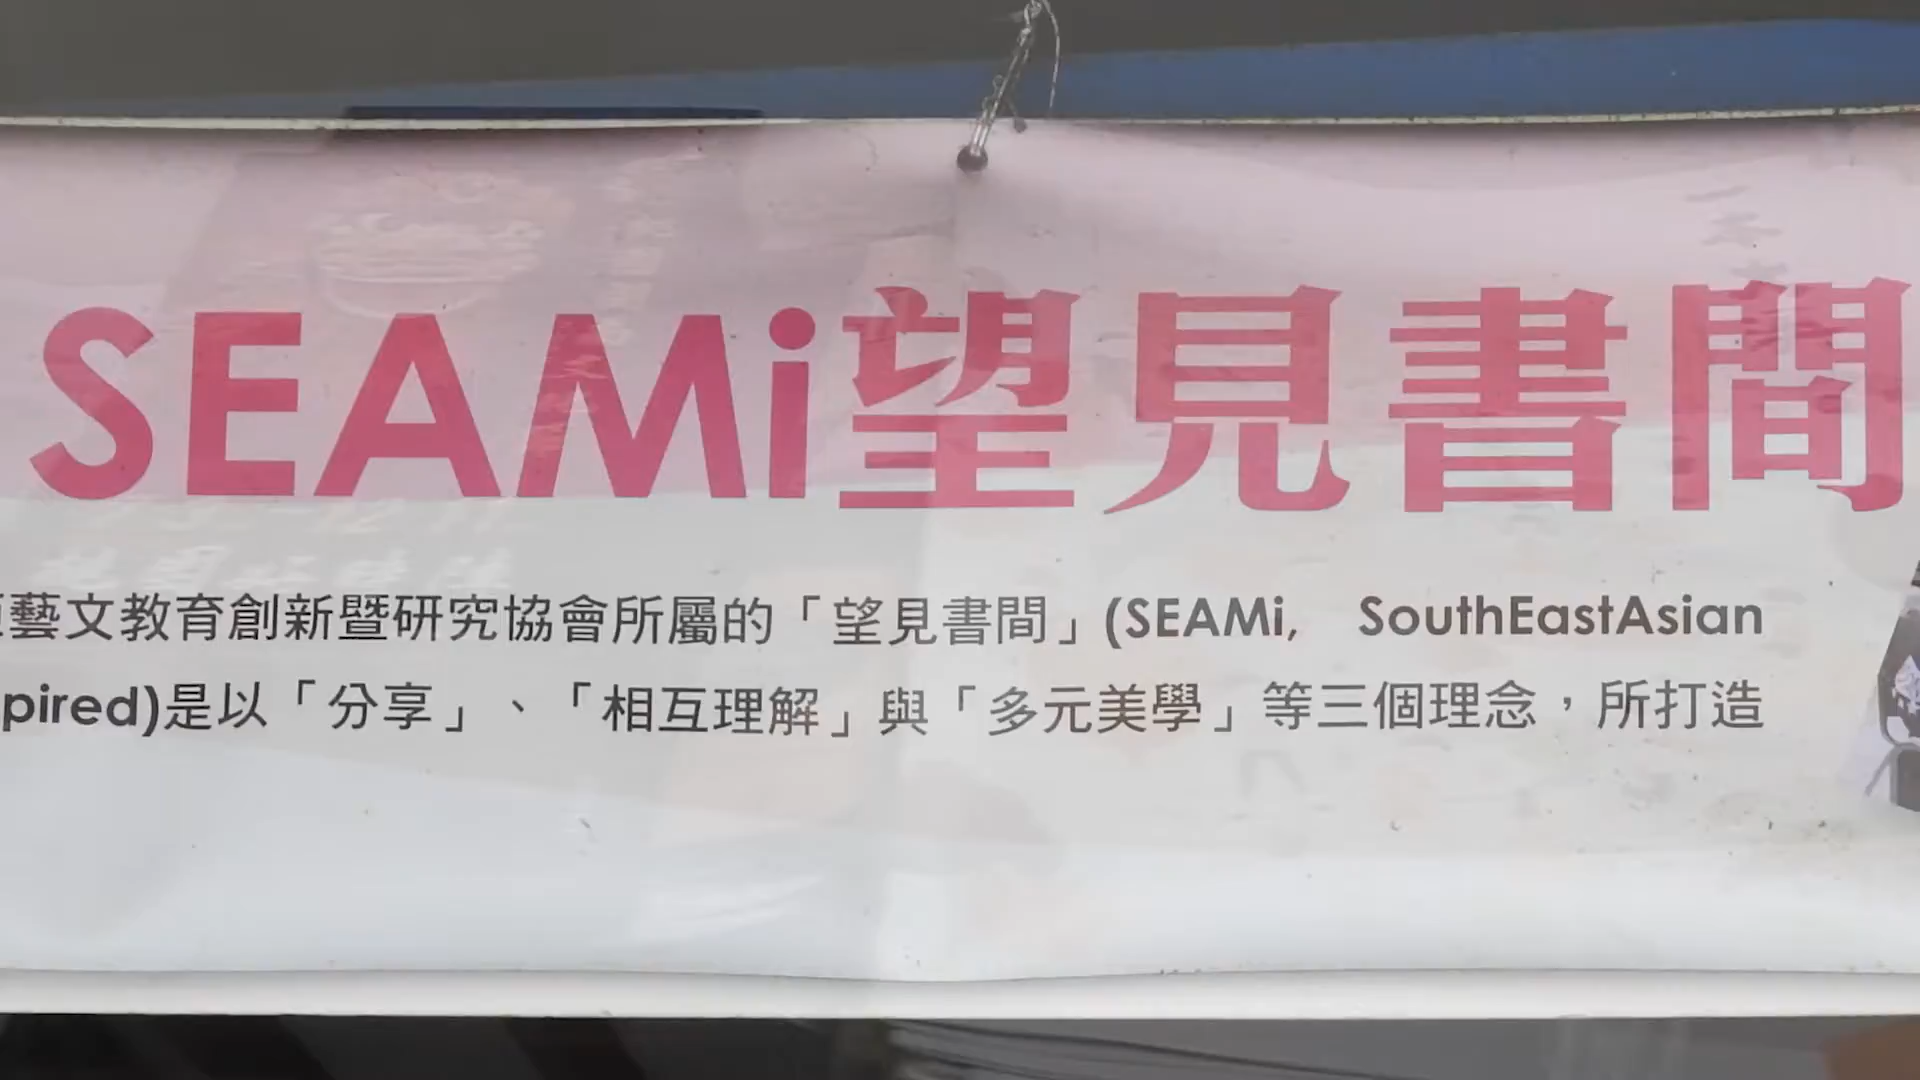 SEAMi望見書間
藝文教育創新暨研究協會所屬的「望見書間」(SEAMi, SouthEastAsian
pired)是以「分享」、「相互理解」與「多元美學」等三個理念，所打造